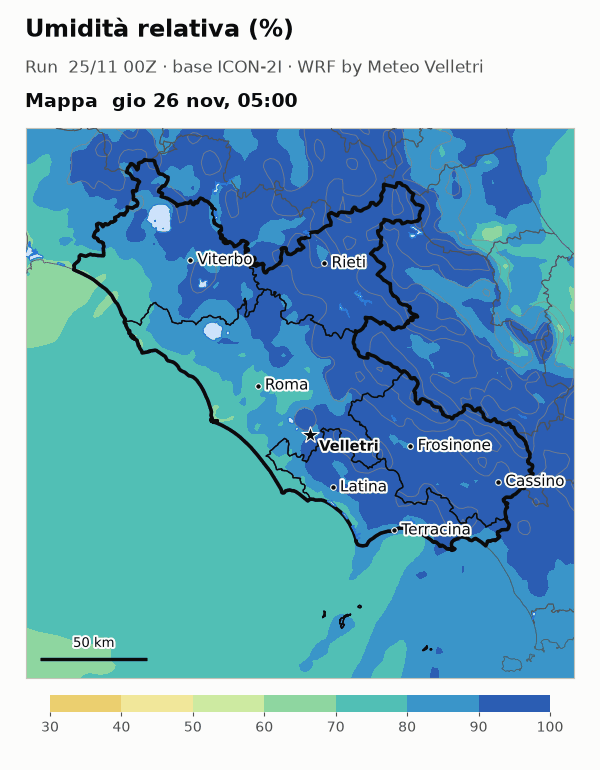 Umidità relativa (%)
Run  25/11 00Z · base ICON-2I · WRF by Meteo Velletri
Mappa  gio 26 nov, 05:00
Viterbo
Rieti
Roma
Velletri
Frosinone
Cassino
Latina
Terracina
50 km
30 40 50 60 70 80 90 100